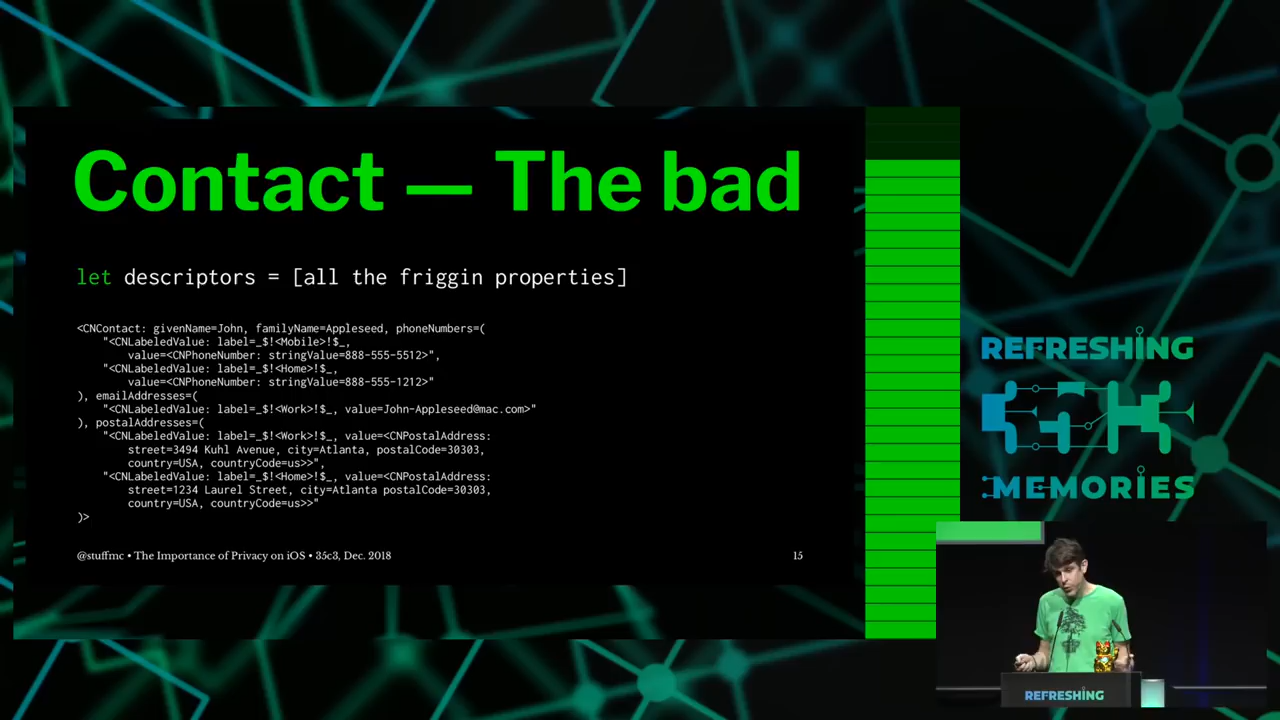 Contact — The bad
let descriptors = [all the friggin properties]
<CNContact: givenName=John, familyName=Appleseed, phoneNumbers=(
"<CNLabeledValue: label=_$!<Mobile>!$_,
value=<CNPhoneNumber: stringValue=888-555-5512>",
"<CNLabeledValue: label=_$!<Home>!$_,
value=<CNPhoneNumber: stringValue=888-555-1212>"
), emailAddresses=(
"<CNLabeledValue: label=_$!<Work>!$_, value=John-Appleseed@mac.com>"
), postalAddresses=(
"<CNLabeledValue: label=_$!<Work>!$_, value=<CNPostalAddress:
street=3494 Kuhl Avenue, city=Atlanta, postalCode=30303,
country=USA, countryCode=us>>",
"<CNLabeledValue: label=_$!<Home>!$_, value=<CNPostalAddress:
street=1234 Laurel Street, city=Atlanta postalCode=30303,
country=USA, countryCode=us>>"
)>
@stuffmc • The Importance of Privacy on iOS • 35c3, Dec. 2018
15
REFRESHING
MEMORIES
REFRESHING